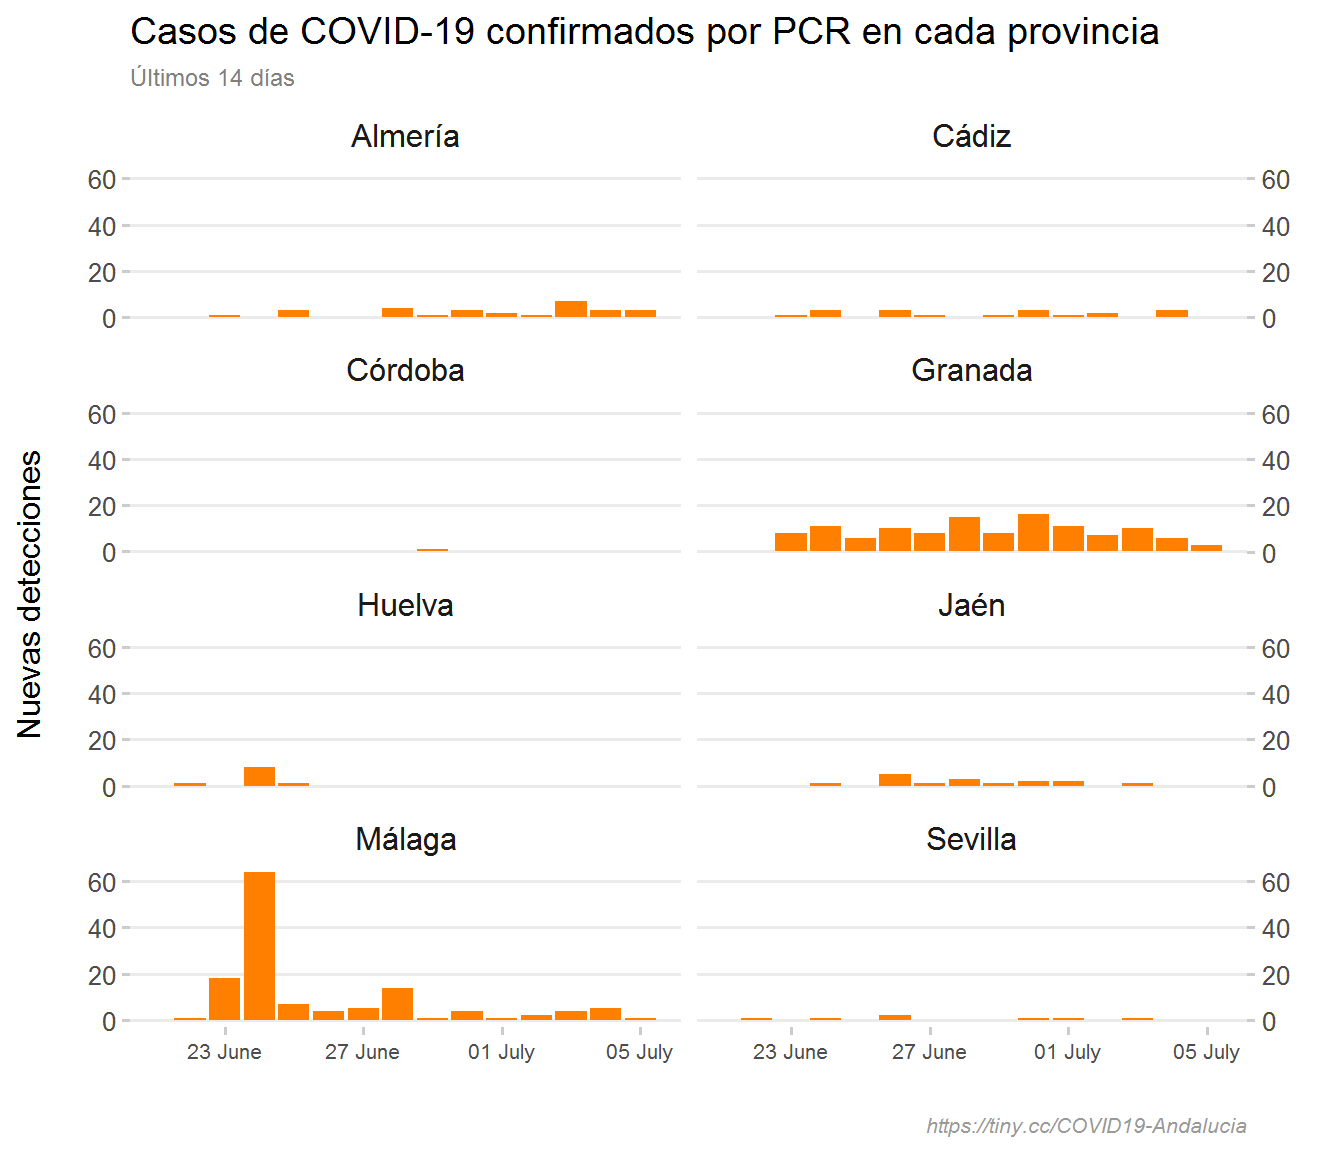 Casos de COVID-19 confirmados por PCR en cada provincia
Últimos 14 días
Almería
Cádiz
60
40
20
0
60
40
20
0
Córdoba
Granada
60
40
20
0
60
40
20
0
Nuevas detecciones
Huelva
Jaén
60
40
20
0
60
40
20
0
Málaga
Sevilla
60
40
20
0
60
40
20
0
23 June 27 June 01 July 05 July
23 June 27 June 01 July 05 July
https://tiny.cc/COVID19-Andalucia